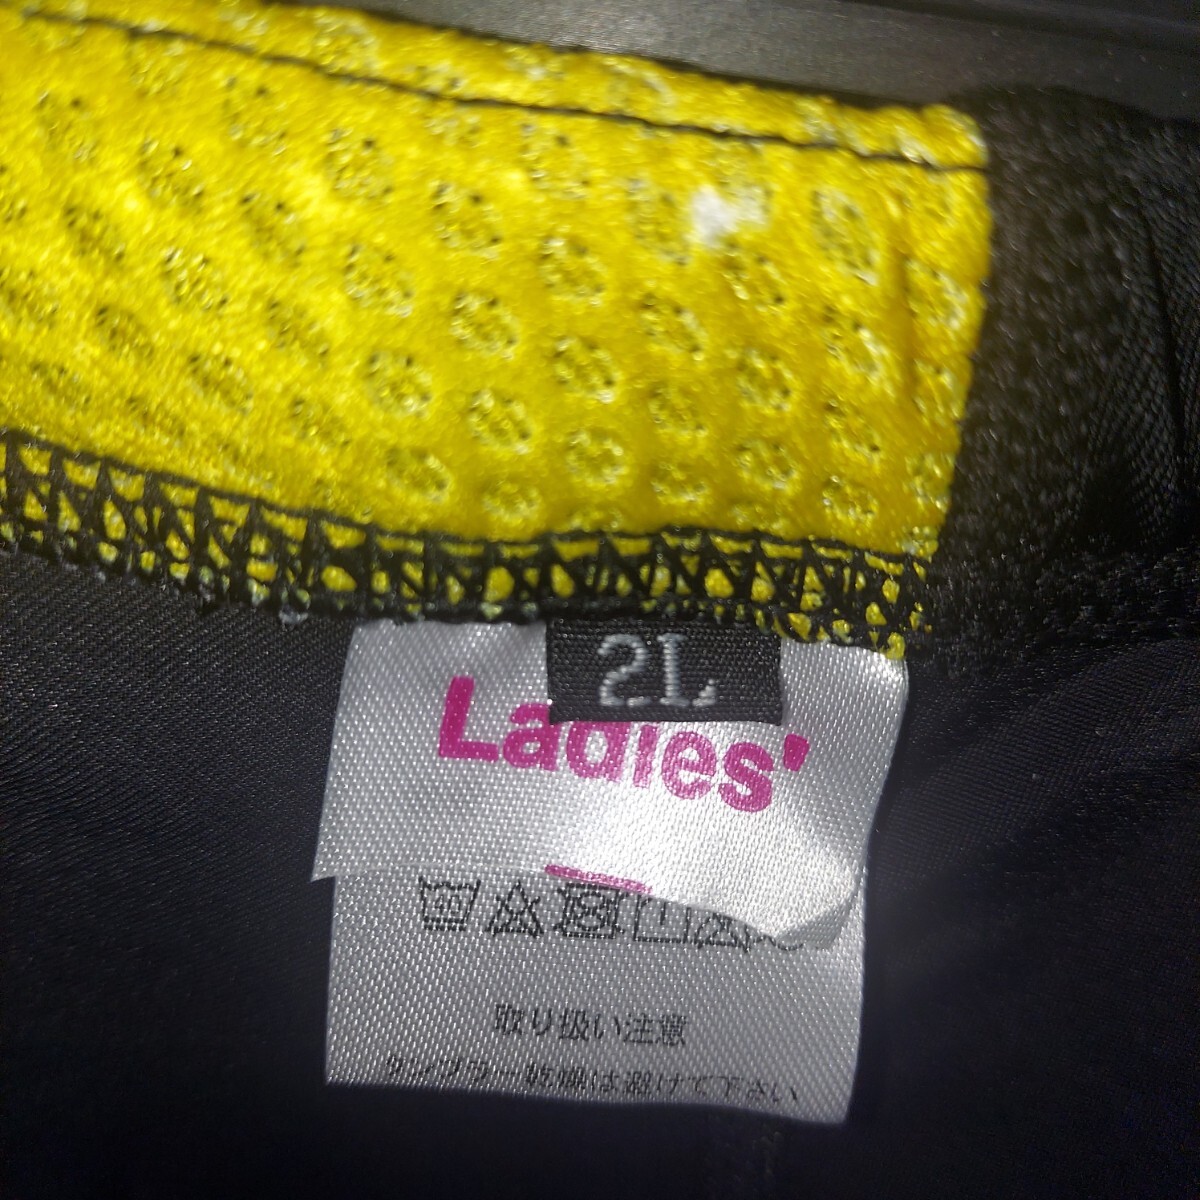 2L
Ladies'
取り扱い注意
タンブラー乾燥は避けて下さい